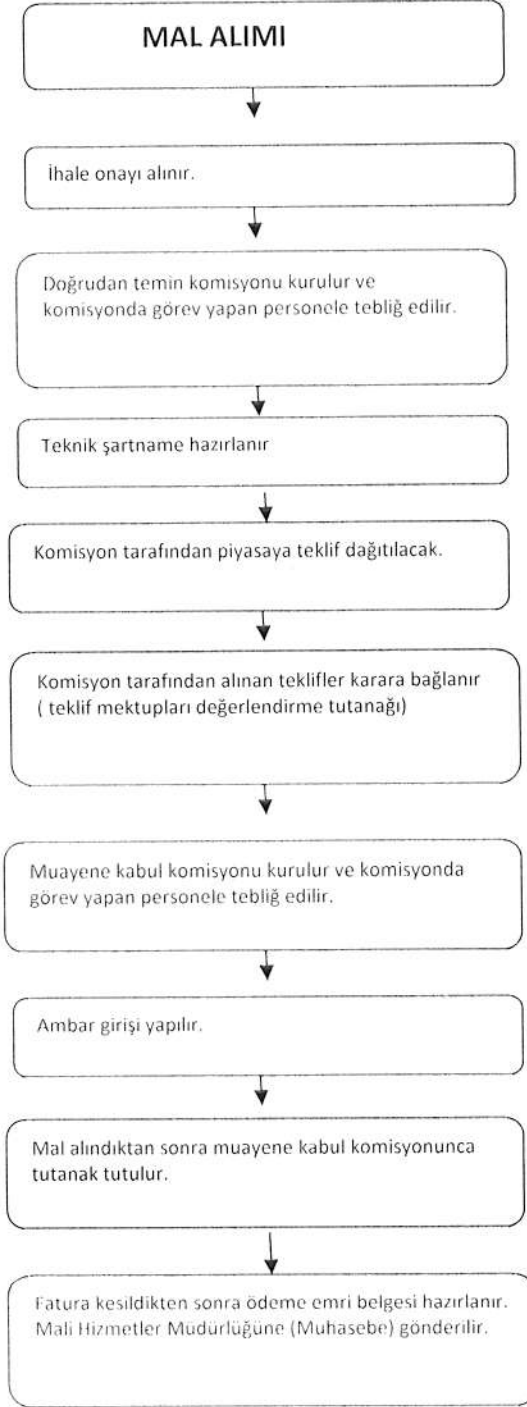 MAL ALIMI
İhale onayı alınır.
Doğrudan temin komisyonu kurulur ve
komisyonda görev yapan personele tebliğ edilir.
Teknik şartname hazırlanır
Komisyon tarafından piyasaya teklif dağıtılacak.
Komisyon tarafından alınan teklifler karara bağlanır
( teklif mektupları değerlendirme tutanağı)
Muayene kabul komisyonu kurulur ve komisyonda
görev yapan personele tebliğ edilir.
Ambar girişi yapılır.
Mal alındıktan sonra muayene kabul komisyonunca
tutanak tutulur.
Fatura kesildikten sonra ödeme emri belgesi hazırlanır.
Mali Hizmetler Müdürlüğüne (Muhasebe) gönderilir.